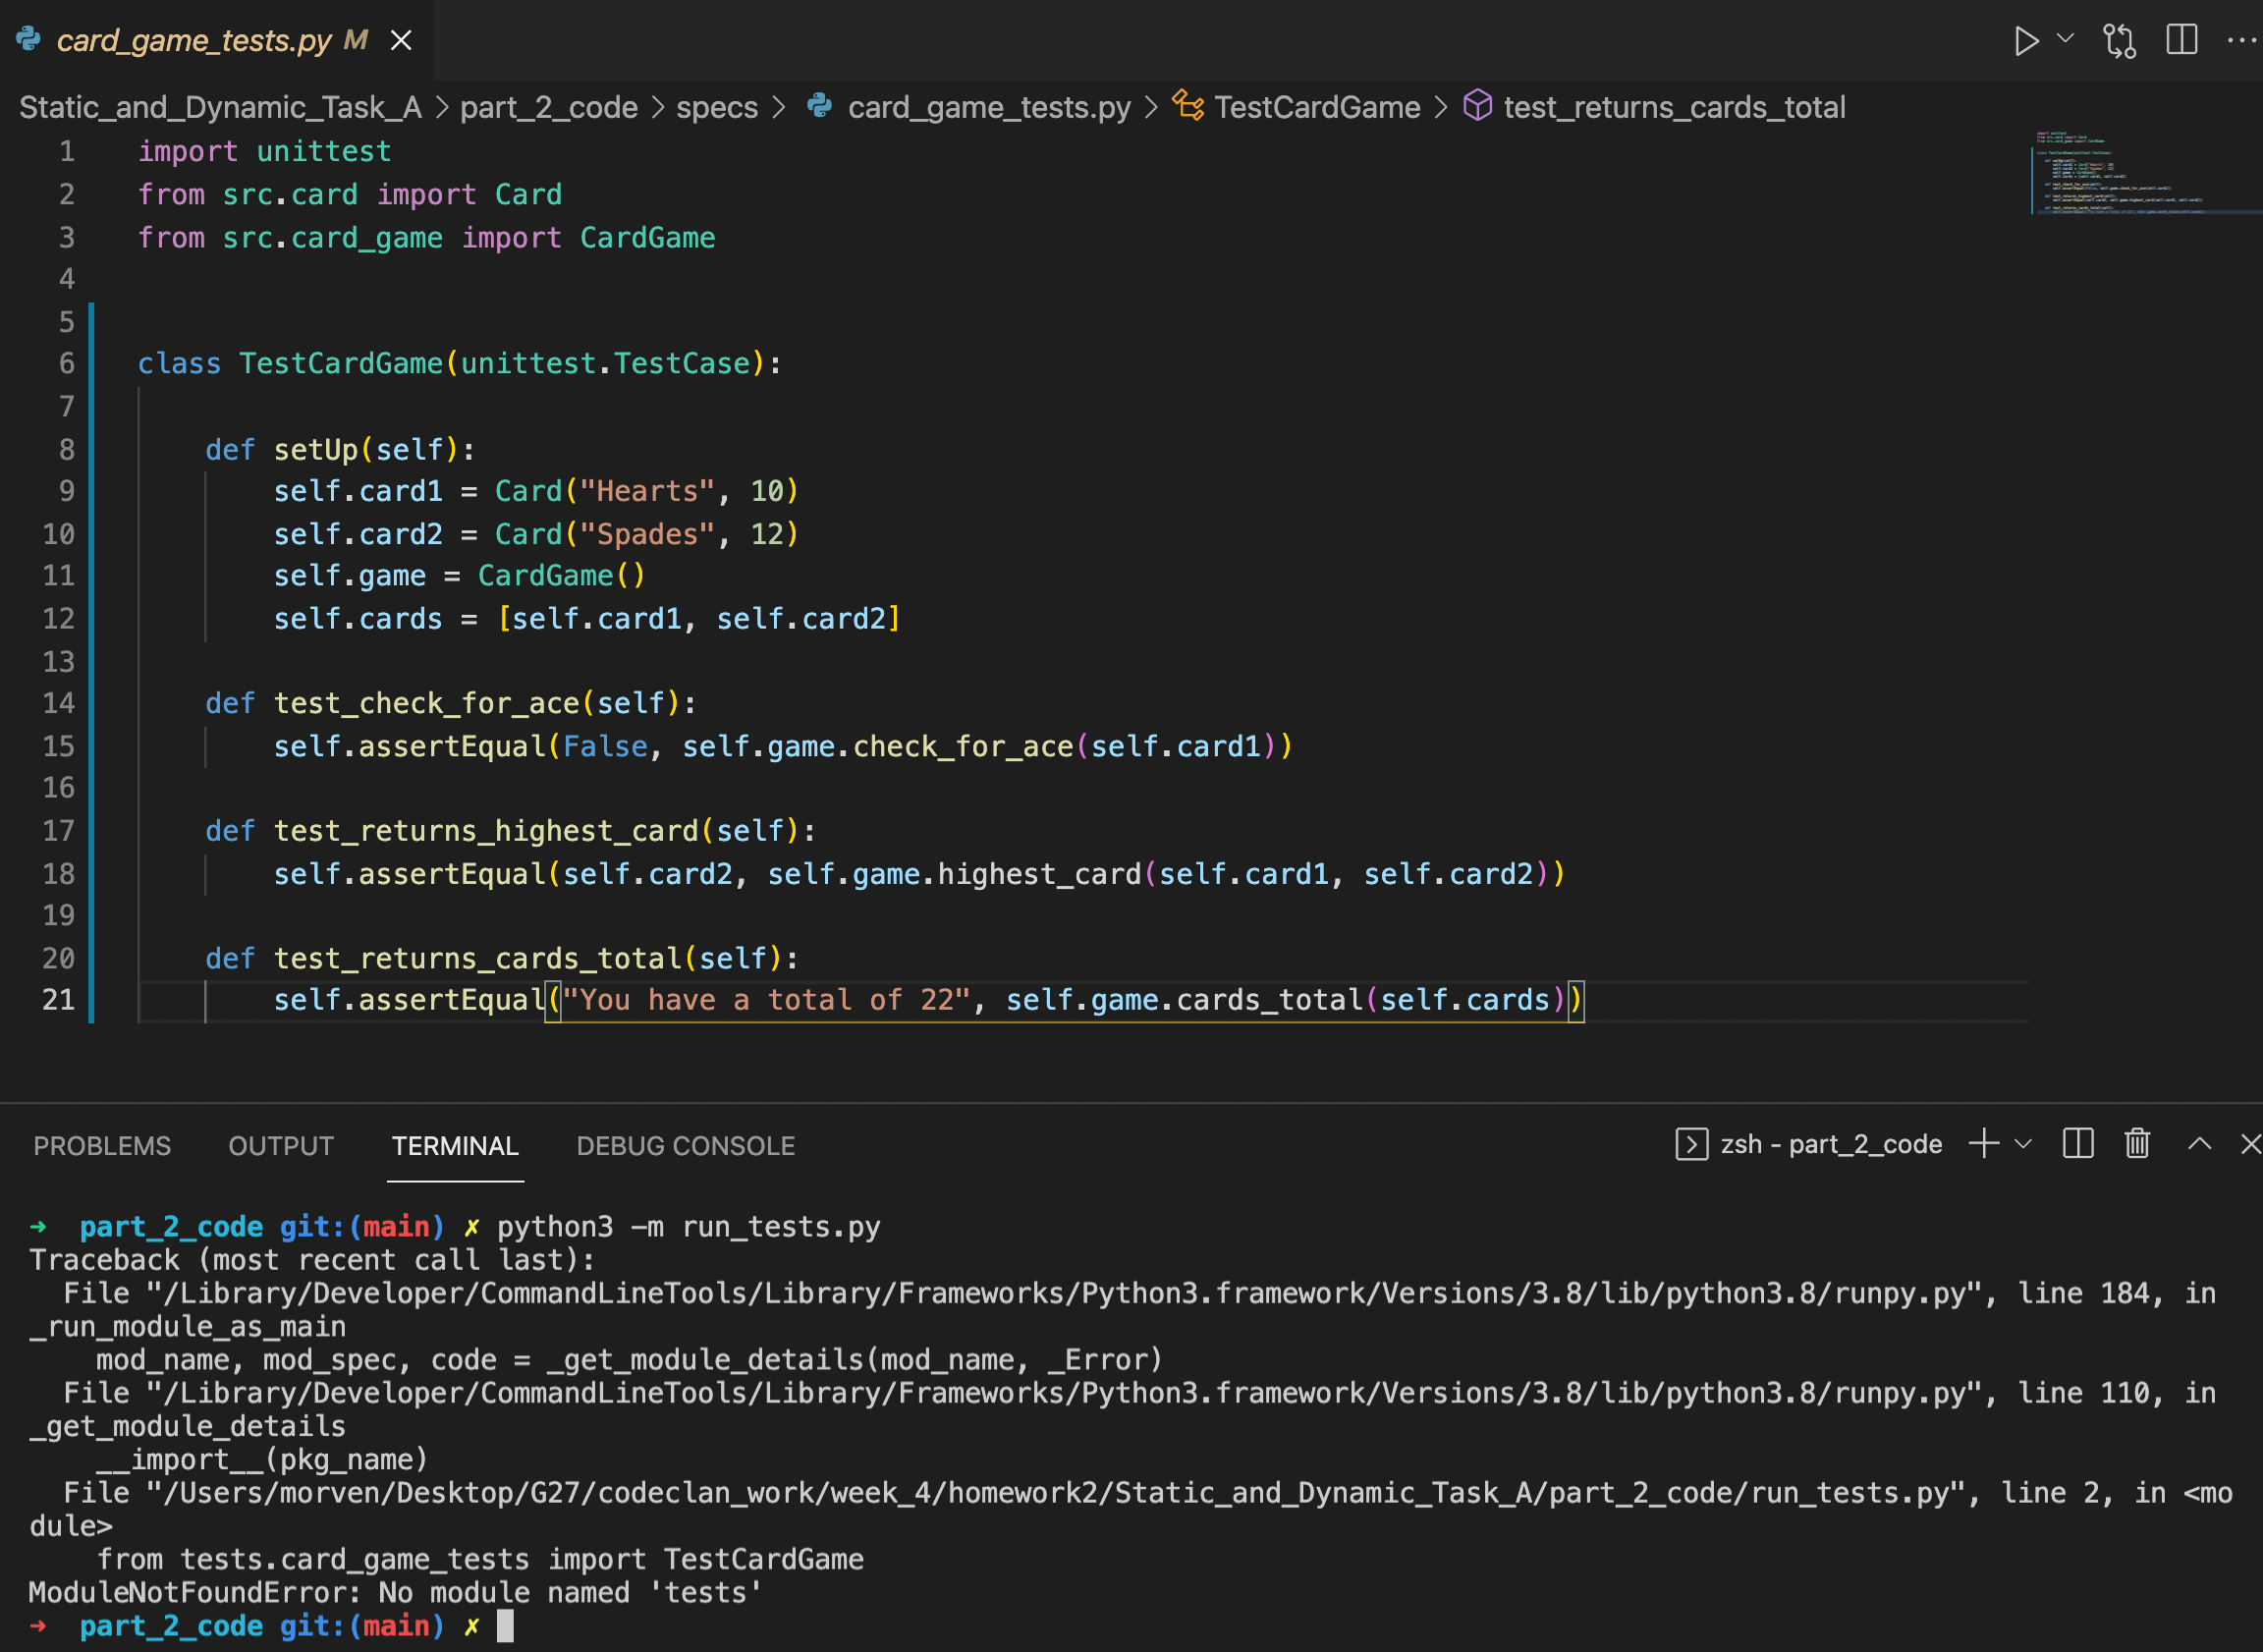 card_game_tests.py M
Static_and_Dynamic_Task_A > part_2_code > specs > card_game_tests.py > TestCardGame > test_returns_cards_total
1 import unittest
2 from src.card import Card
3 from src.card_game import CardGame
4
5
6 class TestCardGame(unittest.TestCase):
7
8     def setUp(self):
9         self.card1 = Card("Hearts", 10)
10         self.card2 = Card("Spades", 12)
11         self.game = CardGame()
12         self.cards = [self.card1, self.card2]
13
14     def test_check_for_ace(self):
15         self.assertEqual(False, self.game.check_for_ace(self.card1))
16
17     def test_returns_highest_card(self):
18         self.assertEqual(self.card2, self.game.highest_card(self.card1, self.card2))
19
20     def test_returns_cards_total(self):
21         self.assertEqual("You have a total of 22", self.game.cards_total(self.cards))
PROBLEMS OUTPUT TERMINAL DEBUG CONSOLE zsh - part_2_code
➜ part_2_code git:(main) ✗ python3 -m run_tests.py
Traceback (most recent call last):
  File "/Library/Developer/CommandLineTools/Library/Frameworks/Python3.framework/Versions/3.8/lib/python3.8/runpy.py", line 184, in
_run_module_as_main
    mod_name, mod_spec, code = _get_module_details(mod_name, _Error)
  File "/Library/Developer/CommandLineTools/Library/Frameworks/Python3.framework/Versions/3.8/lib/python3.8/runpy.py", line 110, in
_get_module_details
    __import__(pkg_name)
  File "/Users/morven/Desktop/G27/codeclan_work/week_4/homework2/Static_and_Dynamic_Task_A/part_2_code/run_tests.py", line 2, in <mo
dule>
    from tests.card_game_tests import TestCardGame
ModuleNotFoundError: No module named 'tests'
➜ part_2_code git:(main) ✗